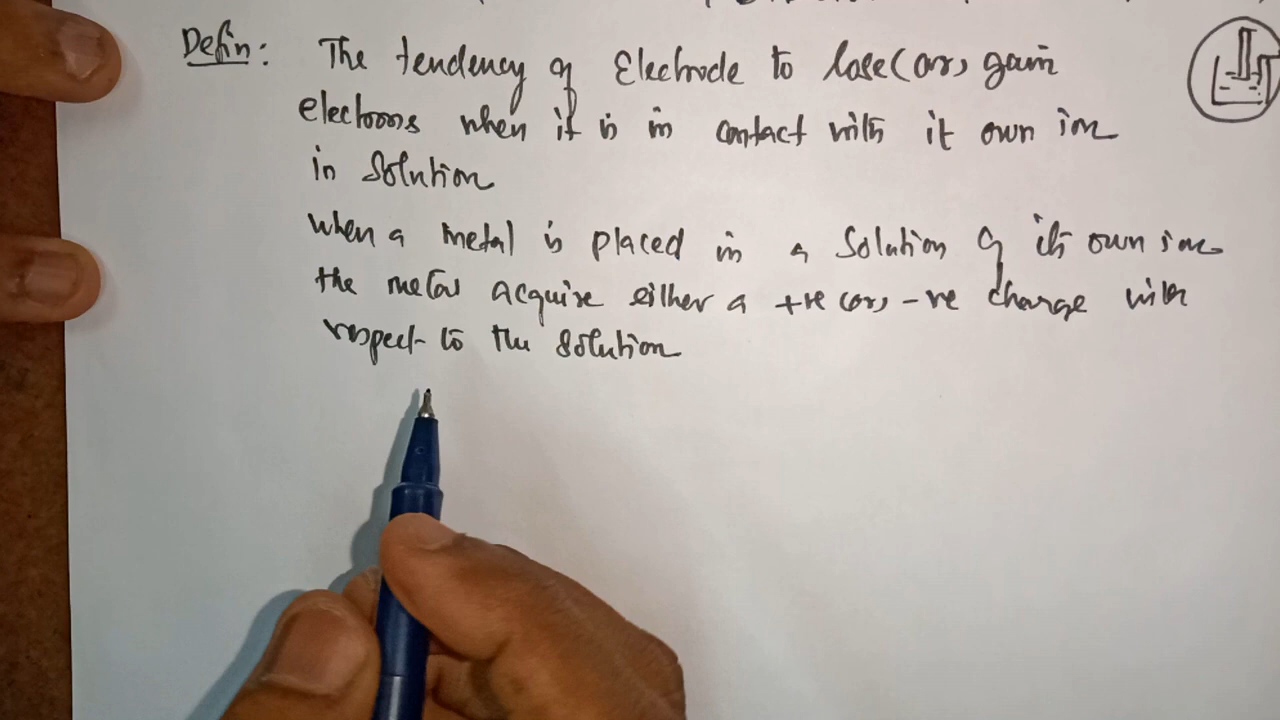 Defin: The tendency of Electrode to lose (or) gain
electrons when it is in contact with it own ion
in Solution
when a metal is placed in a Solution of its own ion
the metal acquire either a +ve (or) -ve charge with
respect to the solution